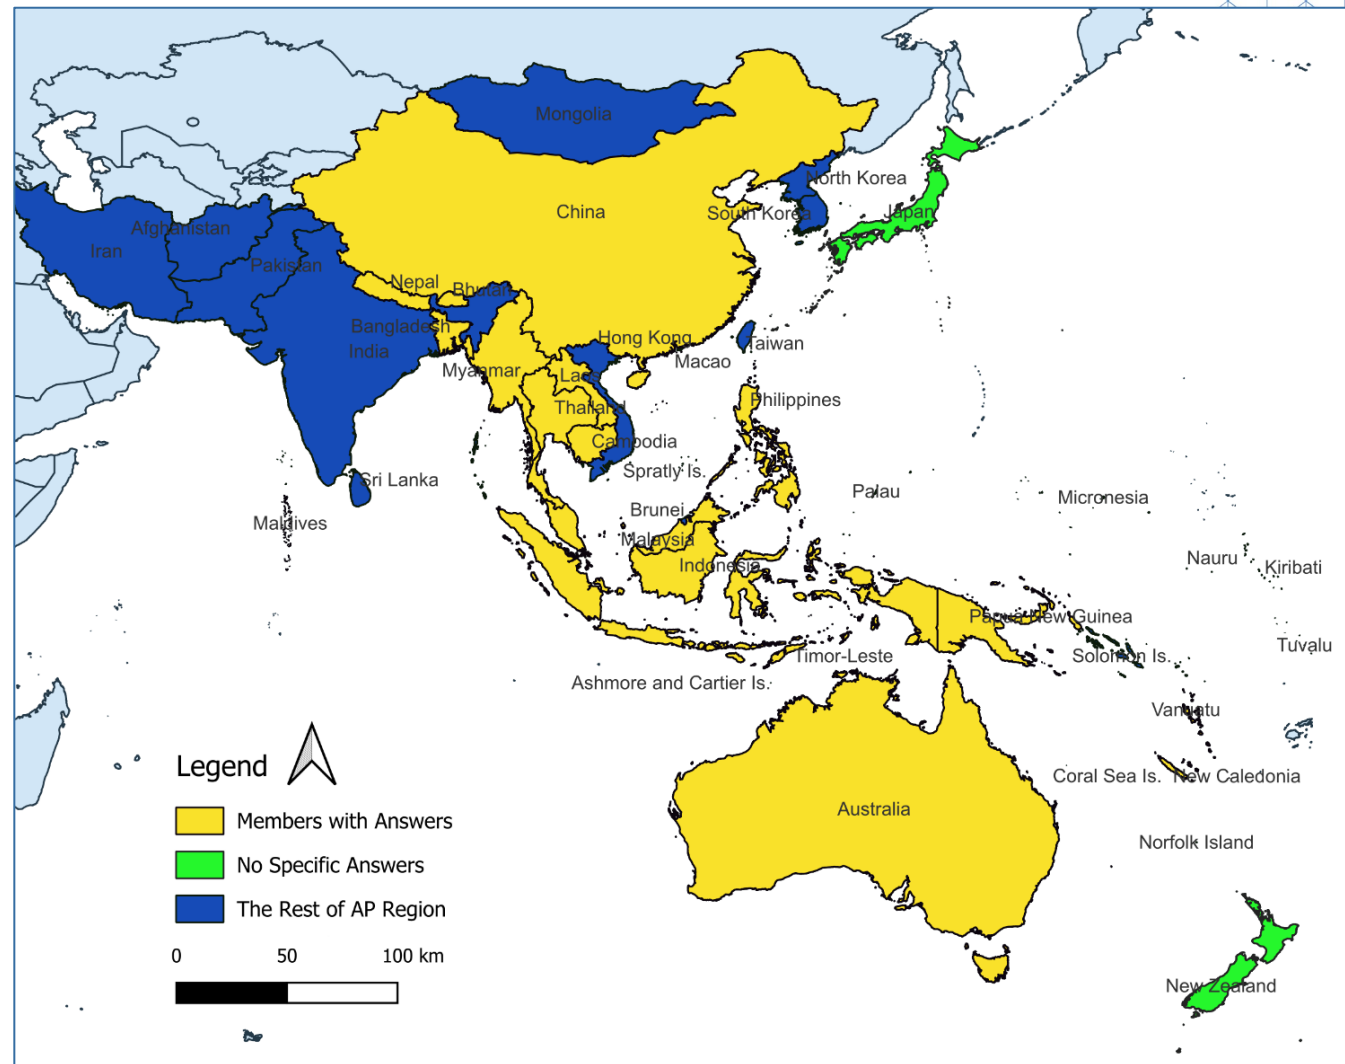 Mongolia
North Korea
China
South Korea
Japan
Afghanistan
Iran
Pakistan
Nepal
Bhutan
Bangladesh
India
Hong Kong
Taiwan
Macao
Myanmar
Laos
Thailand
Philippines
Cambodia
Spratly Is.
Sri Lanka
Palau
Micronesia
Brunei
Maldives
Malaysia
Indonesia
Nauru
Kiribati
Papua New Guinea
Tuvalu
Timor-Leste
Solomon Is.
Ashmore and Cartier Is.
Vanuatu
Coral Sea Is.
New Caledonia
Australia
Norfolk Island
New Zealand
Legend
Members with Answers
No Specific Answers
The Rest of AP Region
0 50 100 km